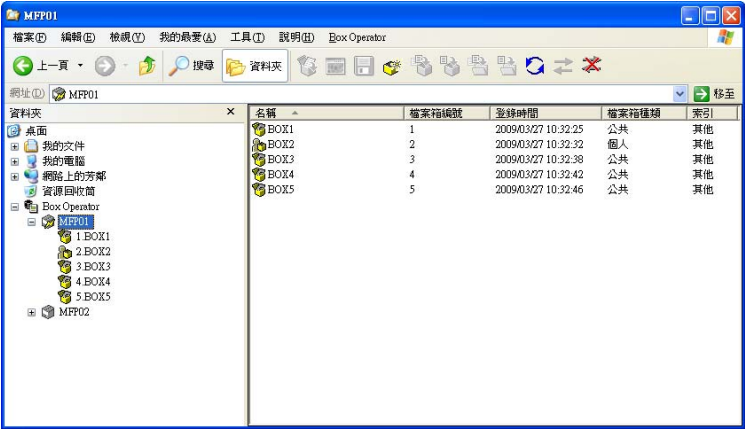 MFP01
檔案(F) 編輯(E) 檢視(V) 我的最愛(A) 工具(T) 説明(H) Box Operator
上一頁 搜尋 資料夾
網址(D) MFP01 移至
資料夾 × 名稱 檔案箱編號 登錄時間 檔案箱種類 索引
桌面
我的文件
我的電腦
網路上的芳鄰
資源回收筒
Box Operator
MFP01
1.BOX1
2.BOX2
3.BOX3
4.BOX4
5.BOX5
MFP02
BOX1 1 2009/03/27 10:32:25 公共 其他
BOX2 2 2009/03/27 10:32:32 個人 其他
BOX3 3 2009/03/27 10:32:38 公共 其他
BOX4 4 2009/03/27 10:32:42 公共 其他
BOX5 5 2009/03/27 10:32:46 公共 其他